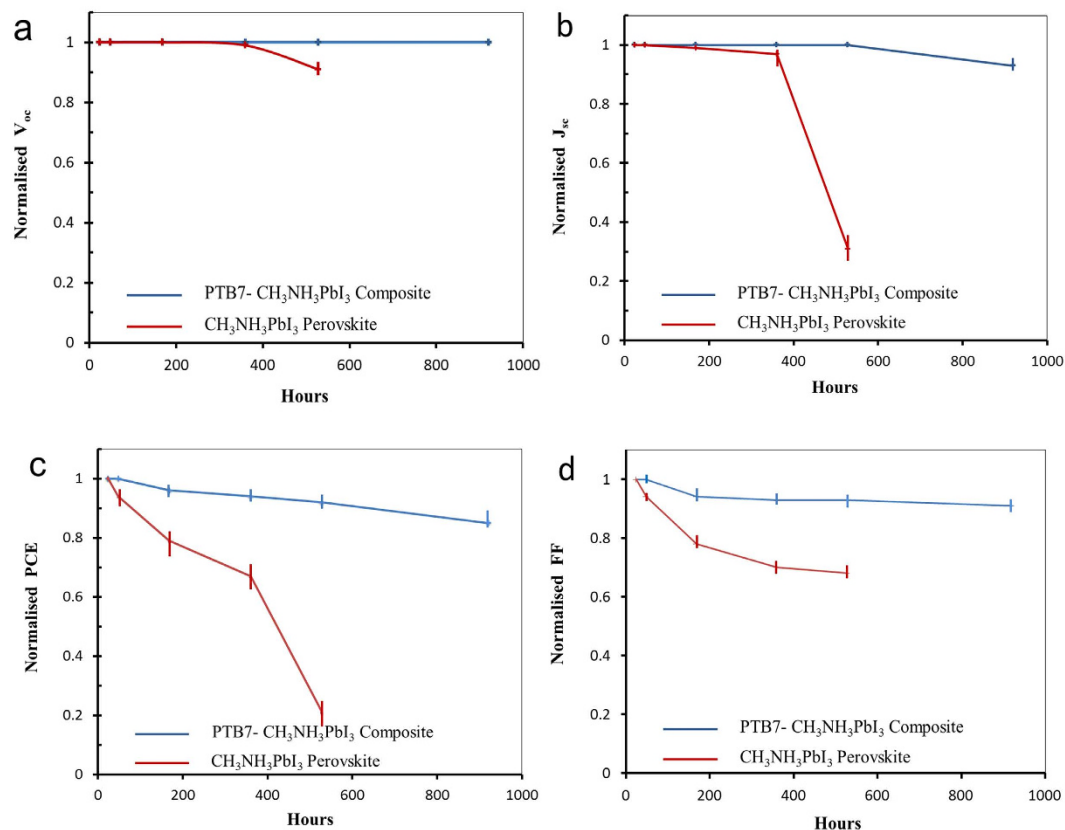 a
Normalised Voc
1
0.8
0.6
0.4
0.2
0
PTB7- CH₃NH₃PbI₃ Composite
CH₃NH₃PbI₃ Perovskite
0 200 400 600 800 1000
Hours
b
Normalised Jsc
1
0.8
0.6
0.4
0.2
0
PTB7- CH₃NH₃PbI₃ Composite
CH₃NH₃PbI₃ Perovskite
0 200 400 600 800 1000
Hours
c
Normalised PCE
1
0.8
0.6
0.4
0.2
0
PTB7- CH₃NH₃PbI₃ Composite
CH₃NH₃PbI₃ Perovskite
0 200 400 600 800 1000
Hours
d
Normalised FF
1
0.8
0.6
0.4
0.2
0
PTB7- CH₃NH₃PbI₃ Composite
CH₃NH₃PbI₃ Perovskite
0 200 400 600 800 1000
Hours